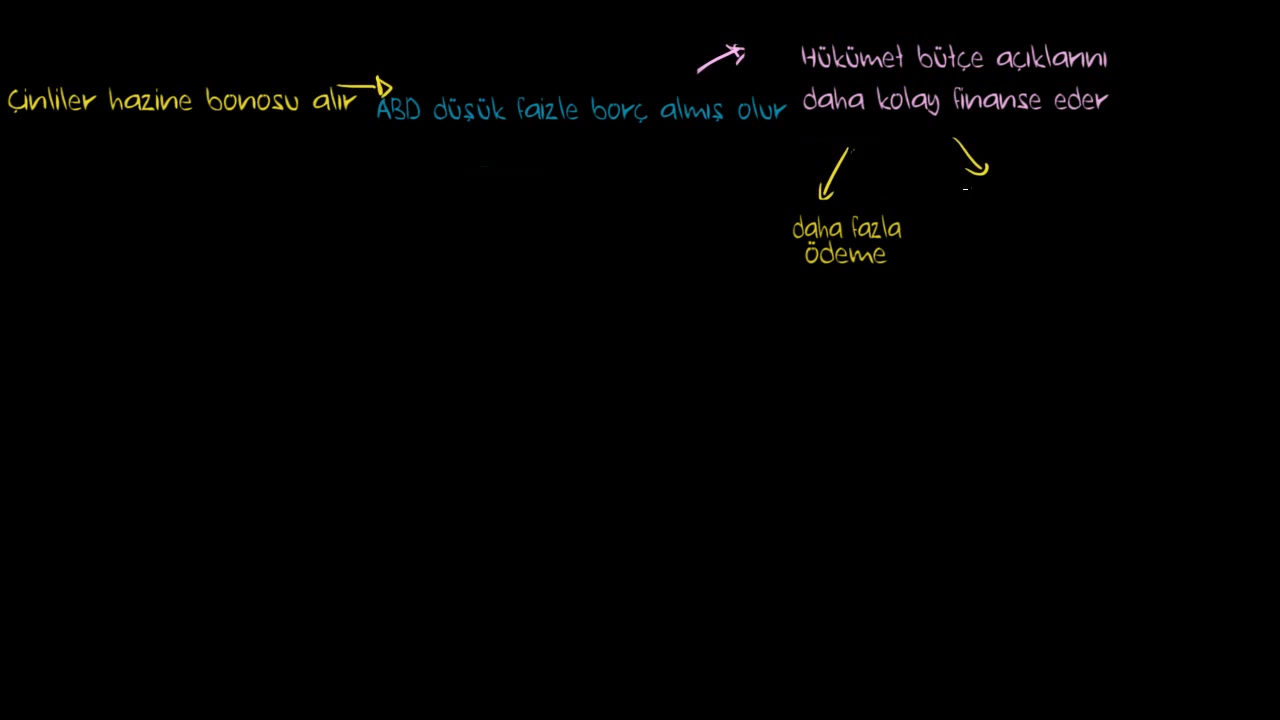 Çinliler hazine bonosu alır
ABD düşük faizle borç almış olur
Hükümet bütçe açıklarını
daha kolay finanse eder
daha fazla
ödeme